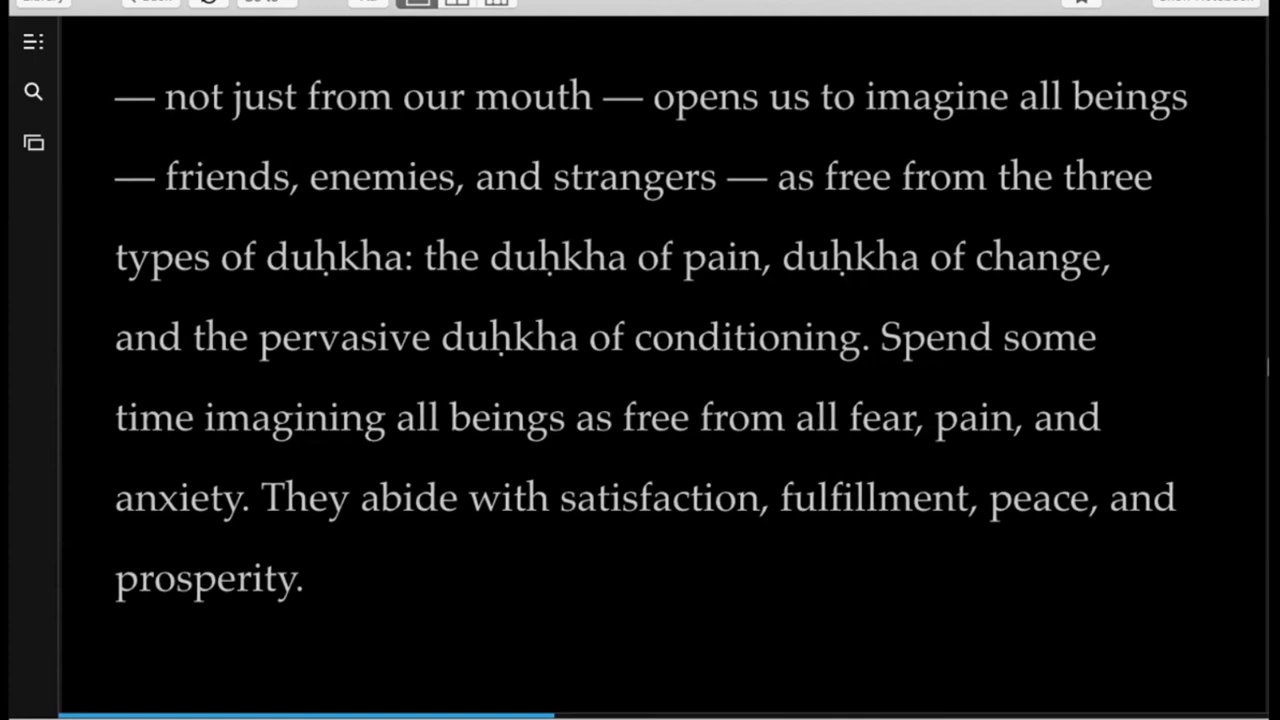 — not just from our mouth — opens us to imagine all beings
— friends, enemies, and strangers — as free from the three
types of duḥkha: the duḥkha of pain, duḥkha of change,
and the pervasive duḥkha of conditioning. Spend some
time imagining all beings as free from all fear, pain, and
anxiety. They abide with satisfaction, fulfillment, peace, and
prosperity.